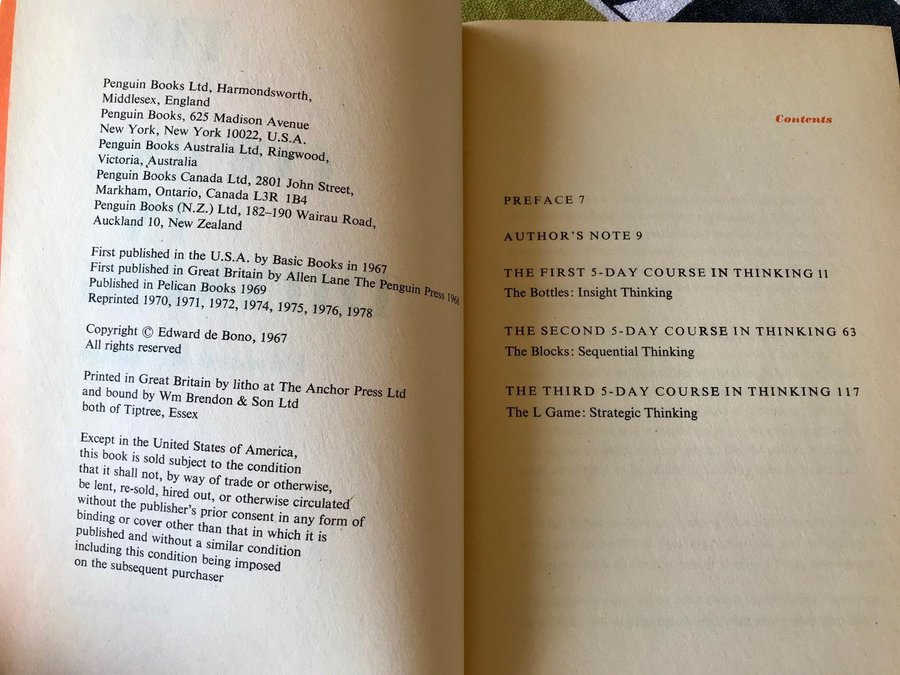 Penguin Books Ltd, Harmondsworth,
Middlesex, England
Penguin Books, 625 Madison Avenue
New York, New York 10022, U.S.A.
Penguin Books Australia Ltd, Ringwood,
Victoria, Australia
Penguin Books Canada Ltd, 2801 John Street,
Markham, Ontario, Canada L3R 1B4
Penguin Books (N.Z.) Ltd, 182–190 Wairau Road,
Auckland 10, New Zealand
First published in the U.S.A. by Basic Books in 1967
First published in Great Britain by Allen Lane The Penguin Press 1968
Published in Pelican Books 1969
Reprinted 1970, 1971, 1972, 1974, 1975, 1976, 1978
Copyright © Edward de Bono, 1967
All rights reserved
Printed in Great Britain by litho at The Anchor Press Ltd
and bound by Wm Brendon & Son Ltd
both of Tiptree, Essex
Except in the United States of America,
this book is sold subject to the condition
that it shall not, by way of trade or otherwise,
be lent, re-sold, hired out, or otherwise circulated
without the publisher's prior consent in any form of
binding or cover other than that in which it is
published and without a similar condition
including this condition being imposed
on the subsequent purchaser
Contents
PREFACE 7
AUTHOR'S NOTE 9
THE FIRST 5-DAY COURSE IN THINKING 11
The Bottles: Insight Thinking
THE SECOND 5-DAY COURSE IN THINKING 63
The Blocks: Sequential Thinking
THE THIRD 5-DAY COURSE IN THINKING 117
The L Game: Strategic Thinking